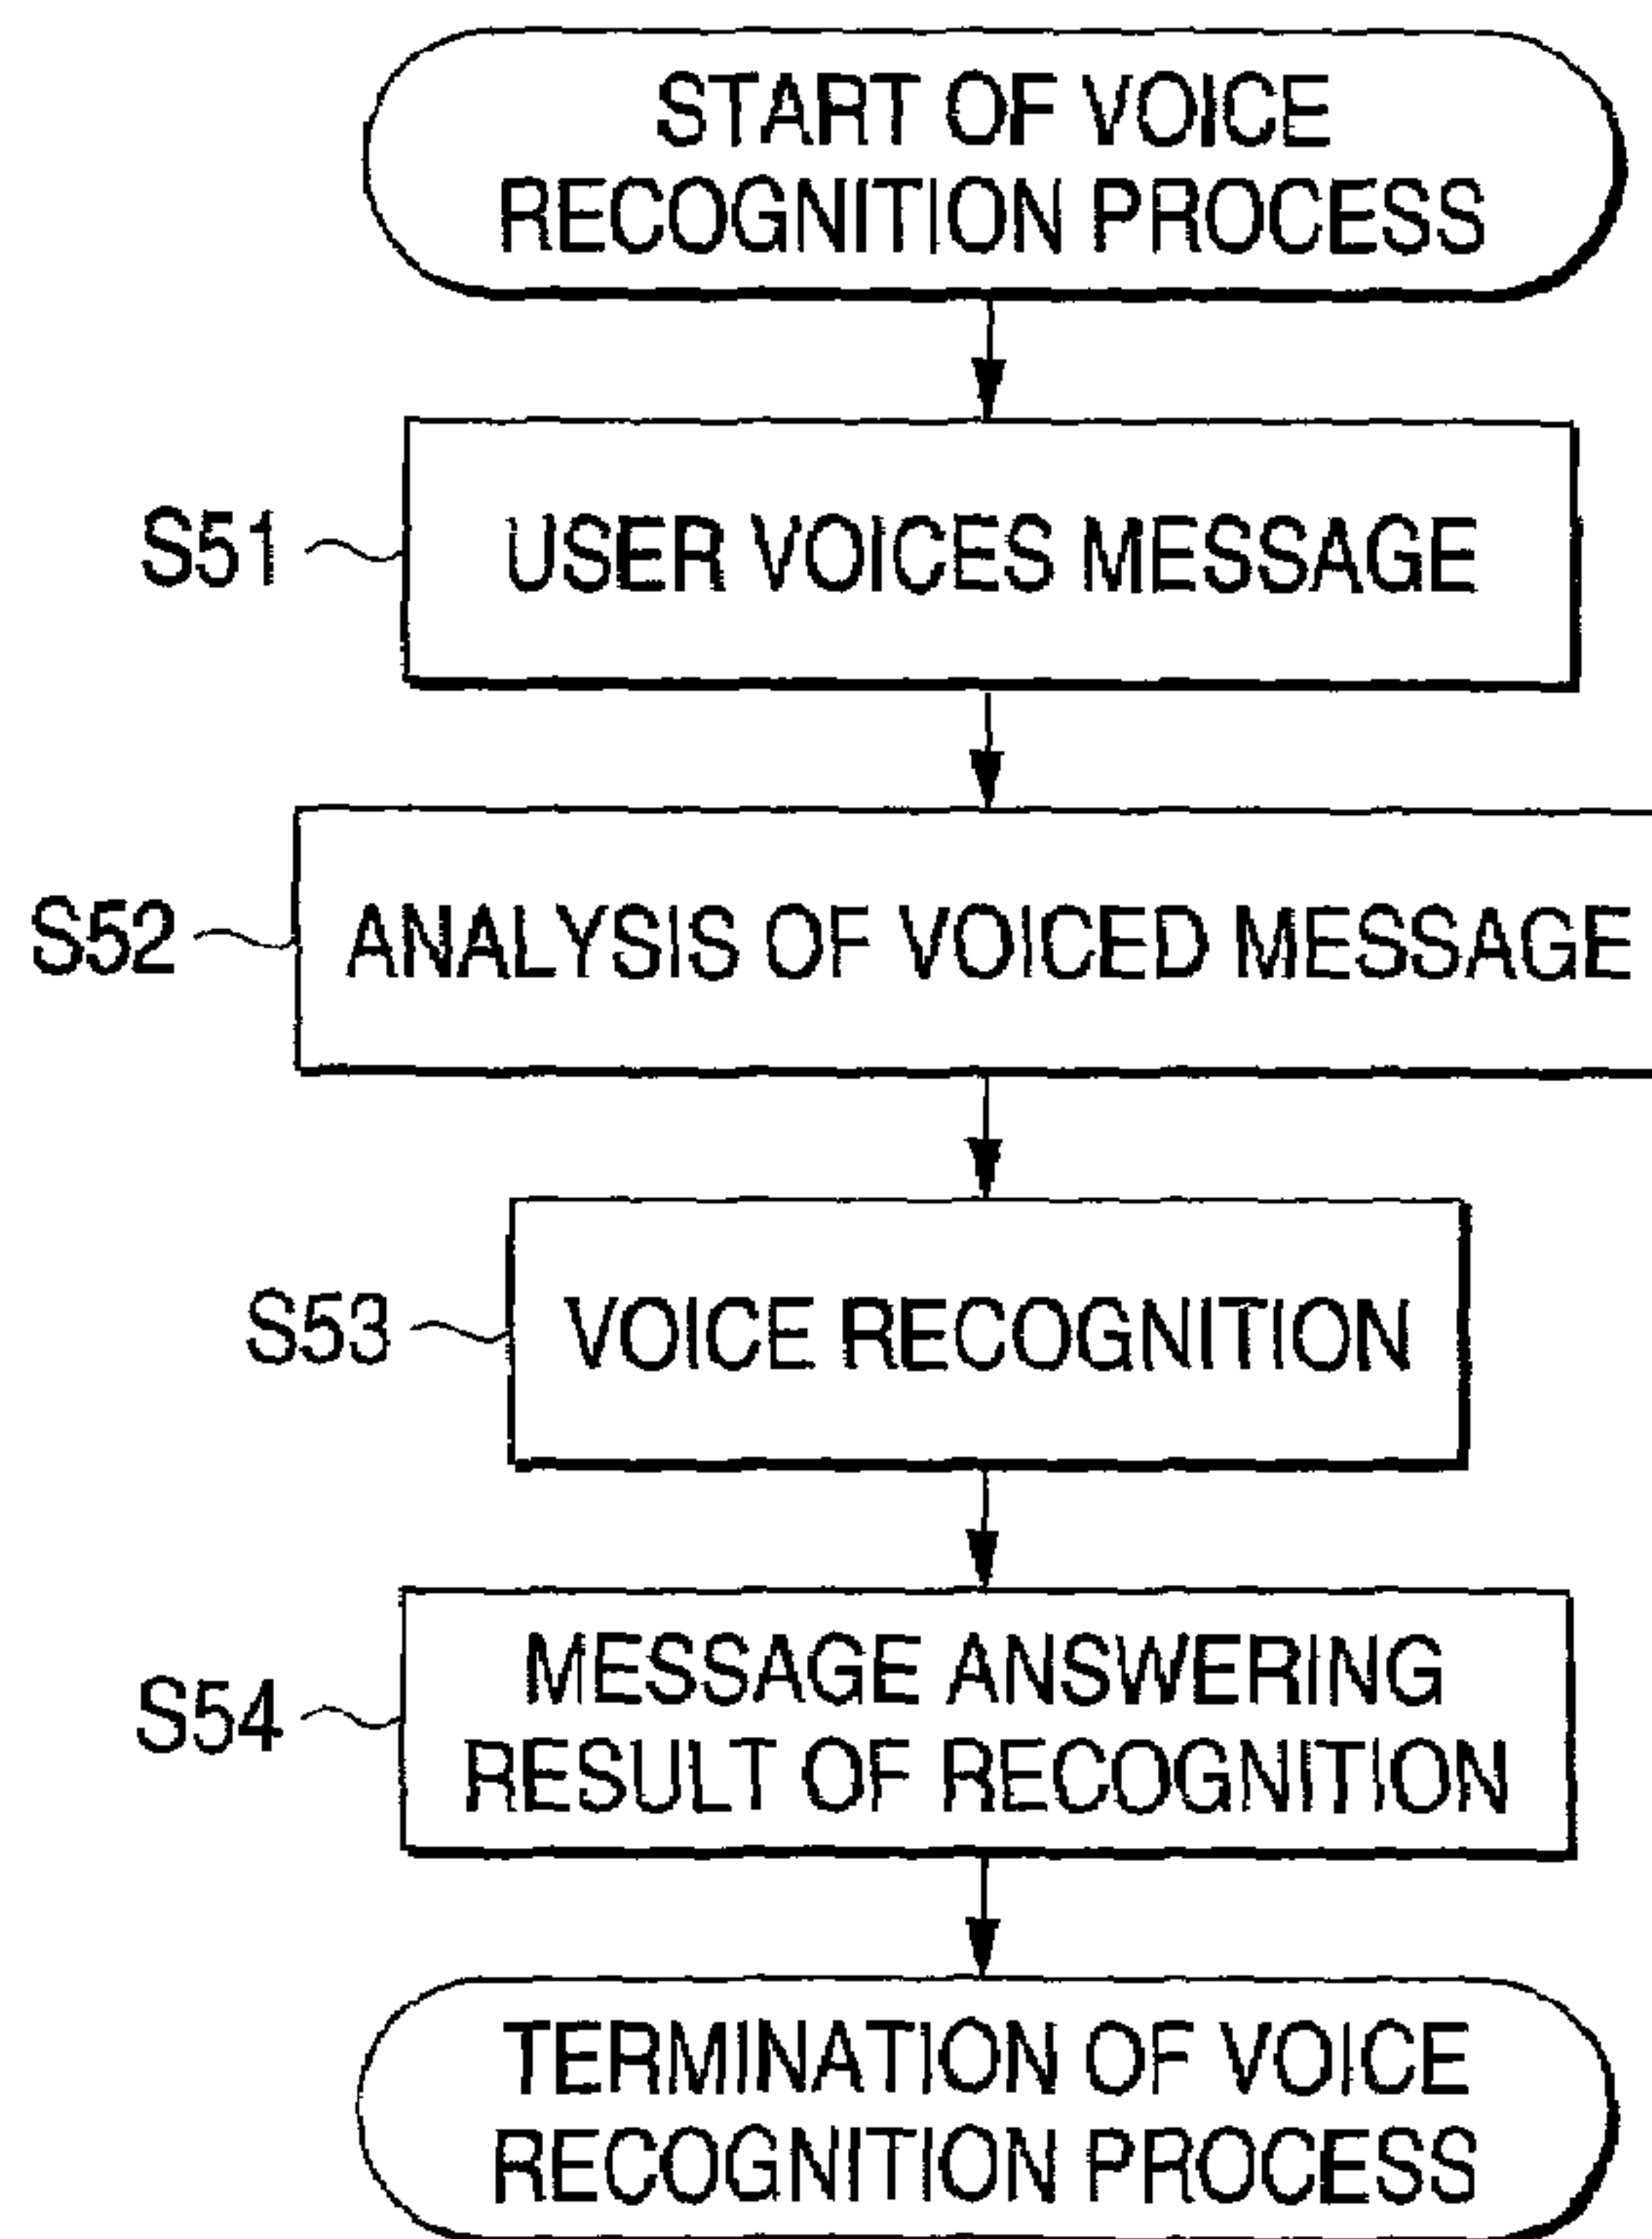 START OF VOICE
RECOGNITION PROCESS
S51
USER VOICES MESSAGE
S52
ANALYSIS OF VOICED MESSAGE
S53
VOICE RECOGNITION
S54
MESSAGE ANSWERING
RESULT OF RECOGNITION
TERMINATION OF VOICE
RECOGNITION PROCESS